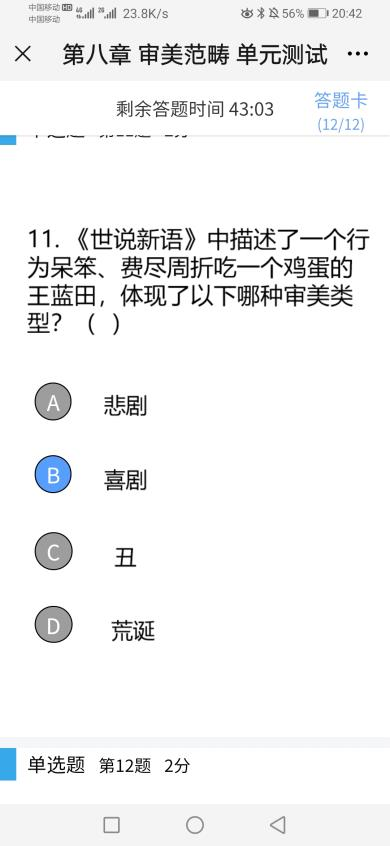 中国移动 HD 4G 2G 23.8K/s 56% 20:42
中国移动
第八章 审美范畴 单元测试
剩余答题时间 43:03
答题卡
(12/12)
11. 《世说新语》中描述了一个行
为呆笨、费尽周折吃一个鸡蛋的
王蓝田，体现了以下哪种审美类
型？（ ）
A 悲剧
B 喜剧
C 丑
D 荒诞
单选题 第12题 2分